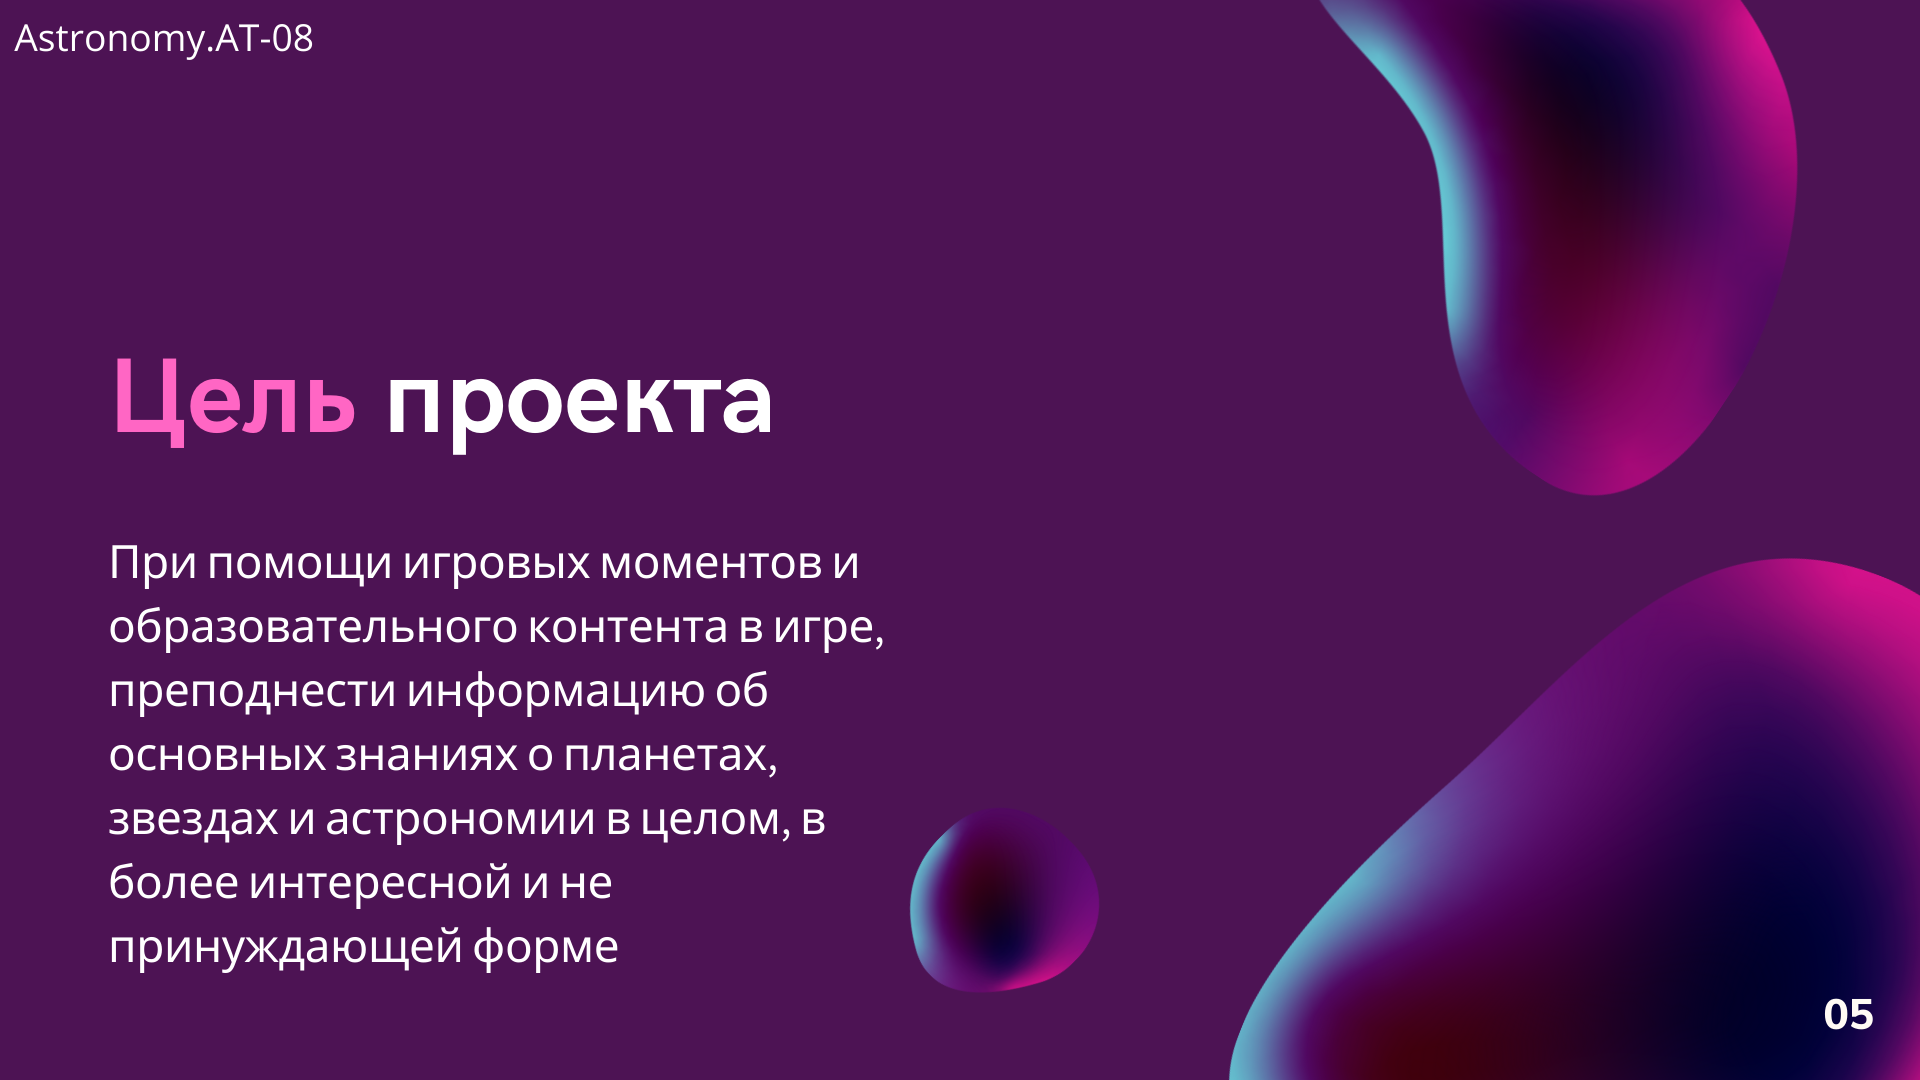 Astronomy.AT-08
Цель проекта
При помощи игровых моментов и
образовательного контента в игре,
преподнести информацию об
основных знаниях о планетах,
звездах и астрономии в целом, в
более интересной и не
принуждающей форме
05